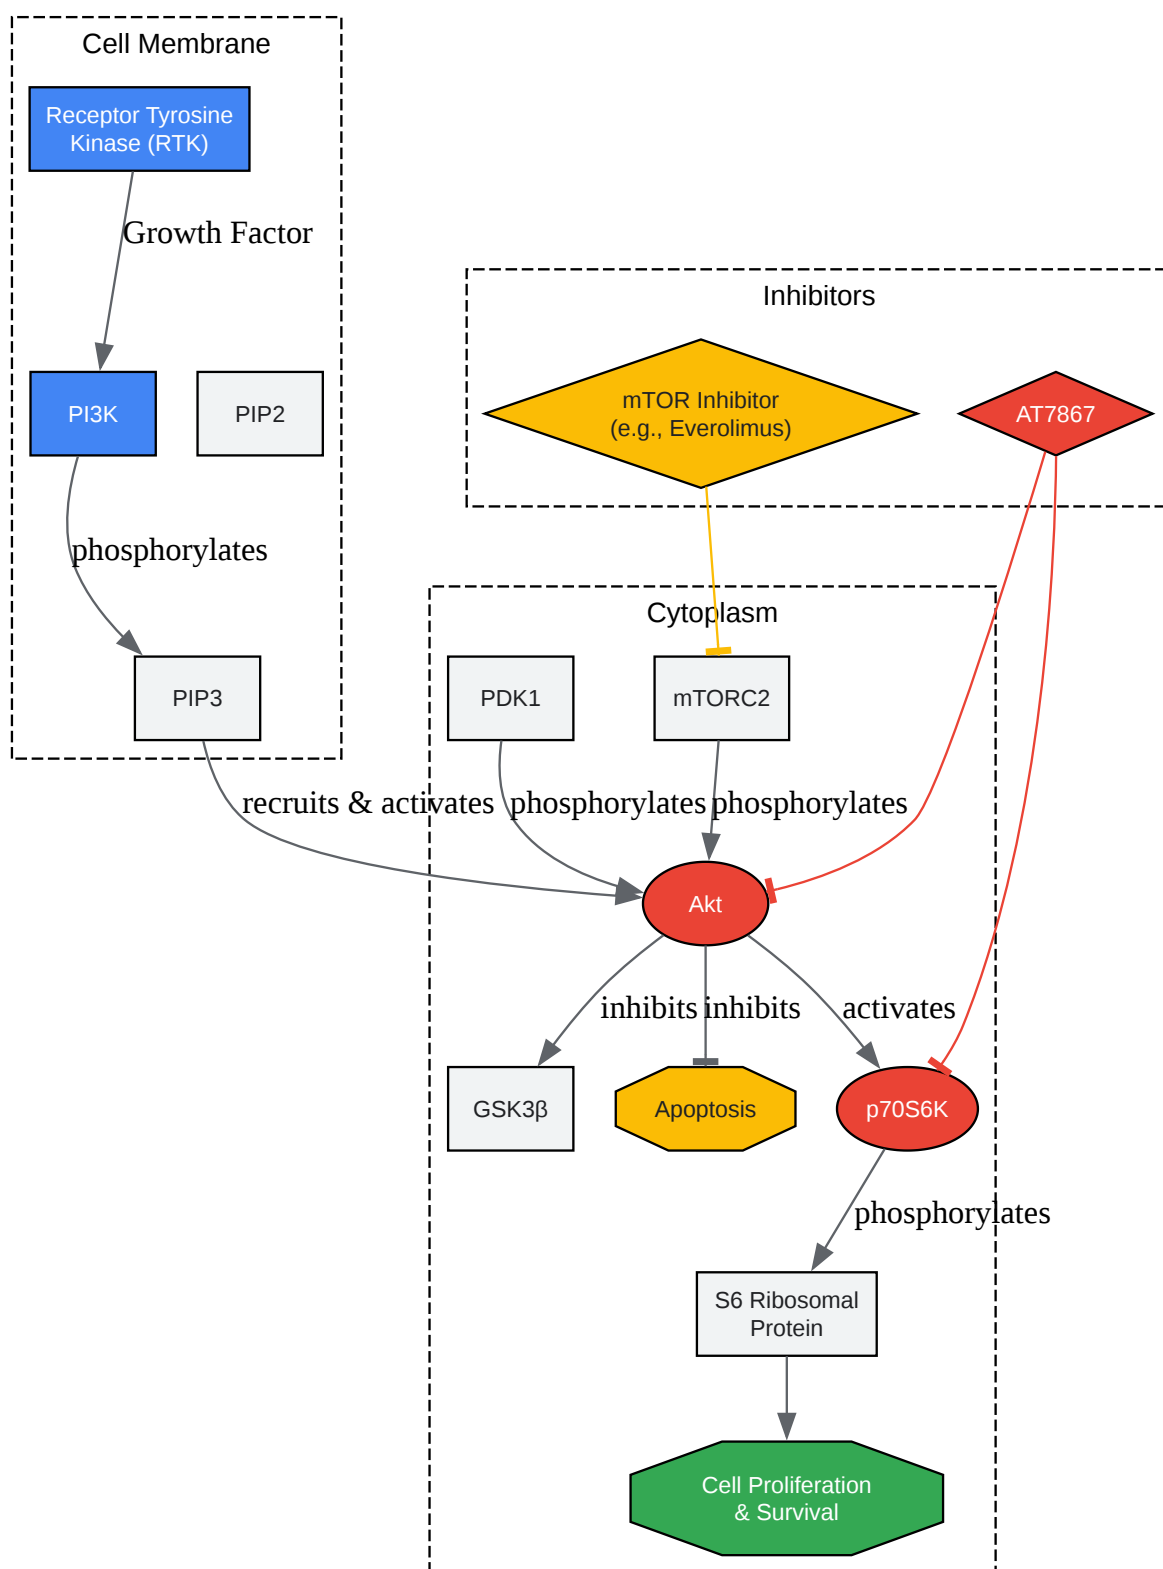 Cell Membrane
Receptor Tyrosine
Kinase (RTK)
Growth Factor
Inhibitors
PI3K
PIP2
mTOR Inhibitor
(e.g., Everolimus)
AT7867
phosphorylates
Cytoplasm
PIP3
PDK1
mTORC2
recruits & activates
phosphorylates
phosphorylates
Akt
inhibits
inhibits
activates
GSK3β
Apoptosis
p70S6K
phosphorylates
S6 Ribosomal
Protein
Cell Proliferation
& Survival